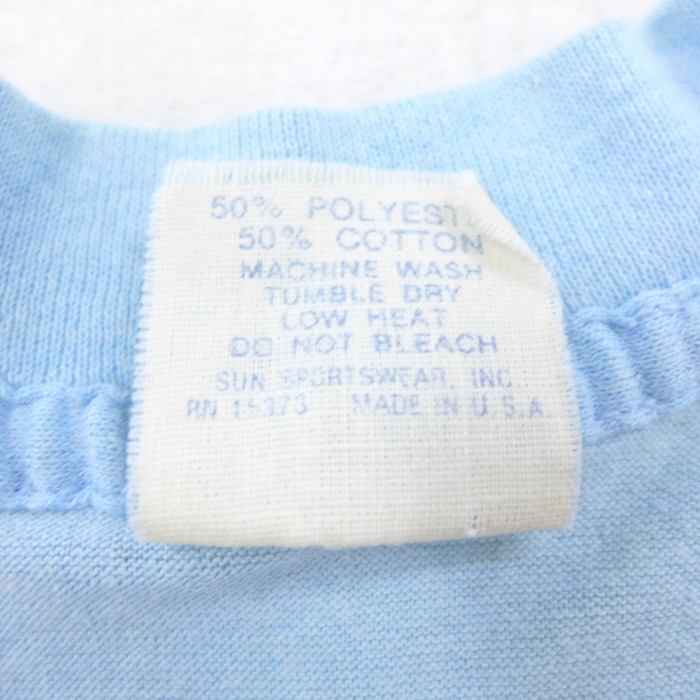 50% POLYEST
50% COTTON
MACHINE WASH
TUMBLE DRY
LOW HEAT
DO NOT BLEACH
SUN SPORTSWEAR, INC.
RN 15373 MADE IN U.S.A.